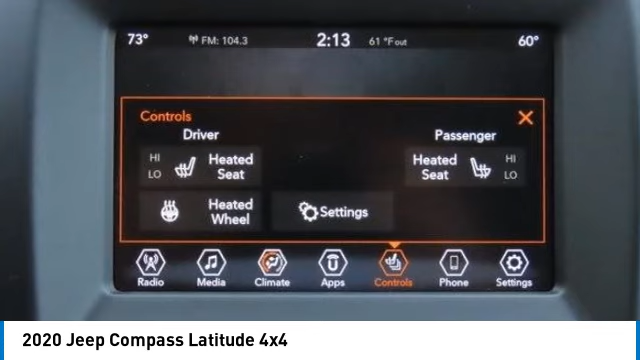 73° FM: 104.3 2:13 61 °F out 60°
Controls
Driver Passenger
HI LO Heated Seat
Heated Seat HI LO
Heated Wheel
Settings
Radio Media Climate Apps Controls Phone Settings
2020 Jeep Compass Latitude 4x4